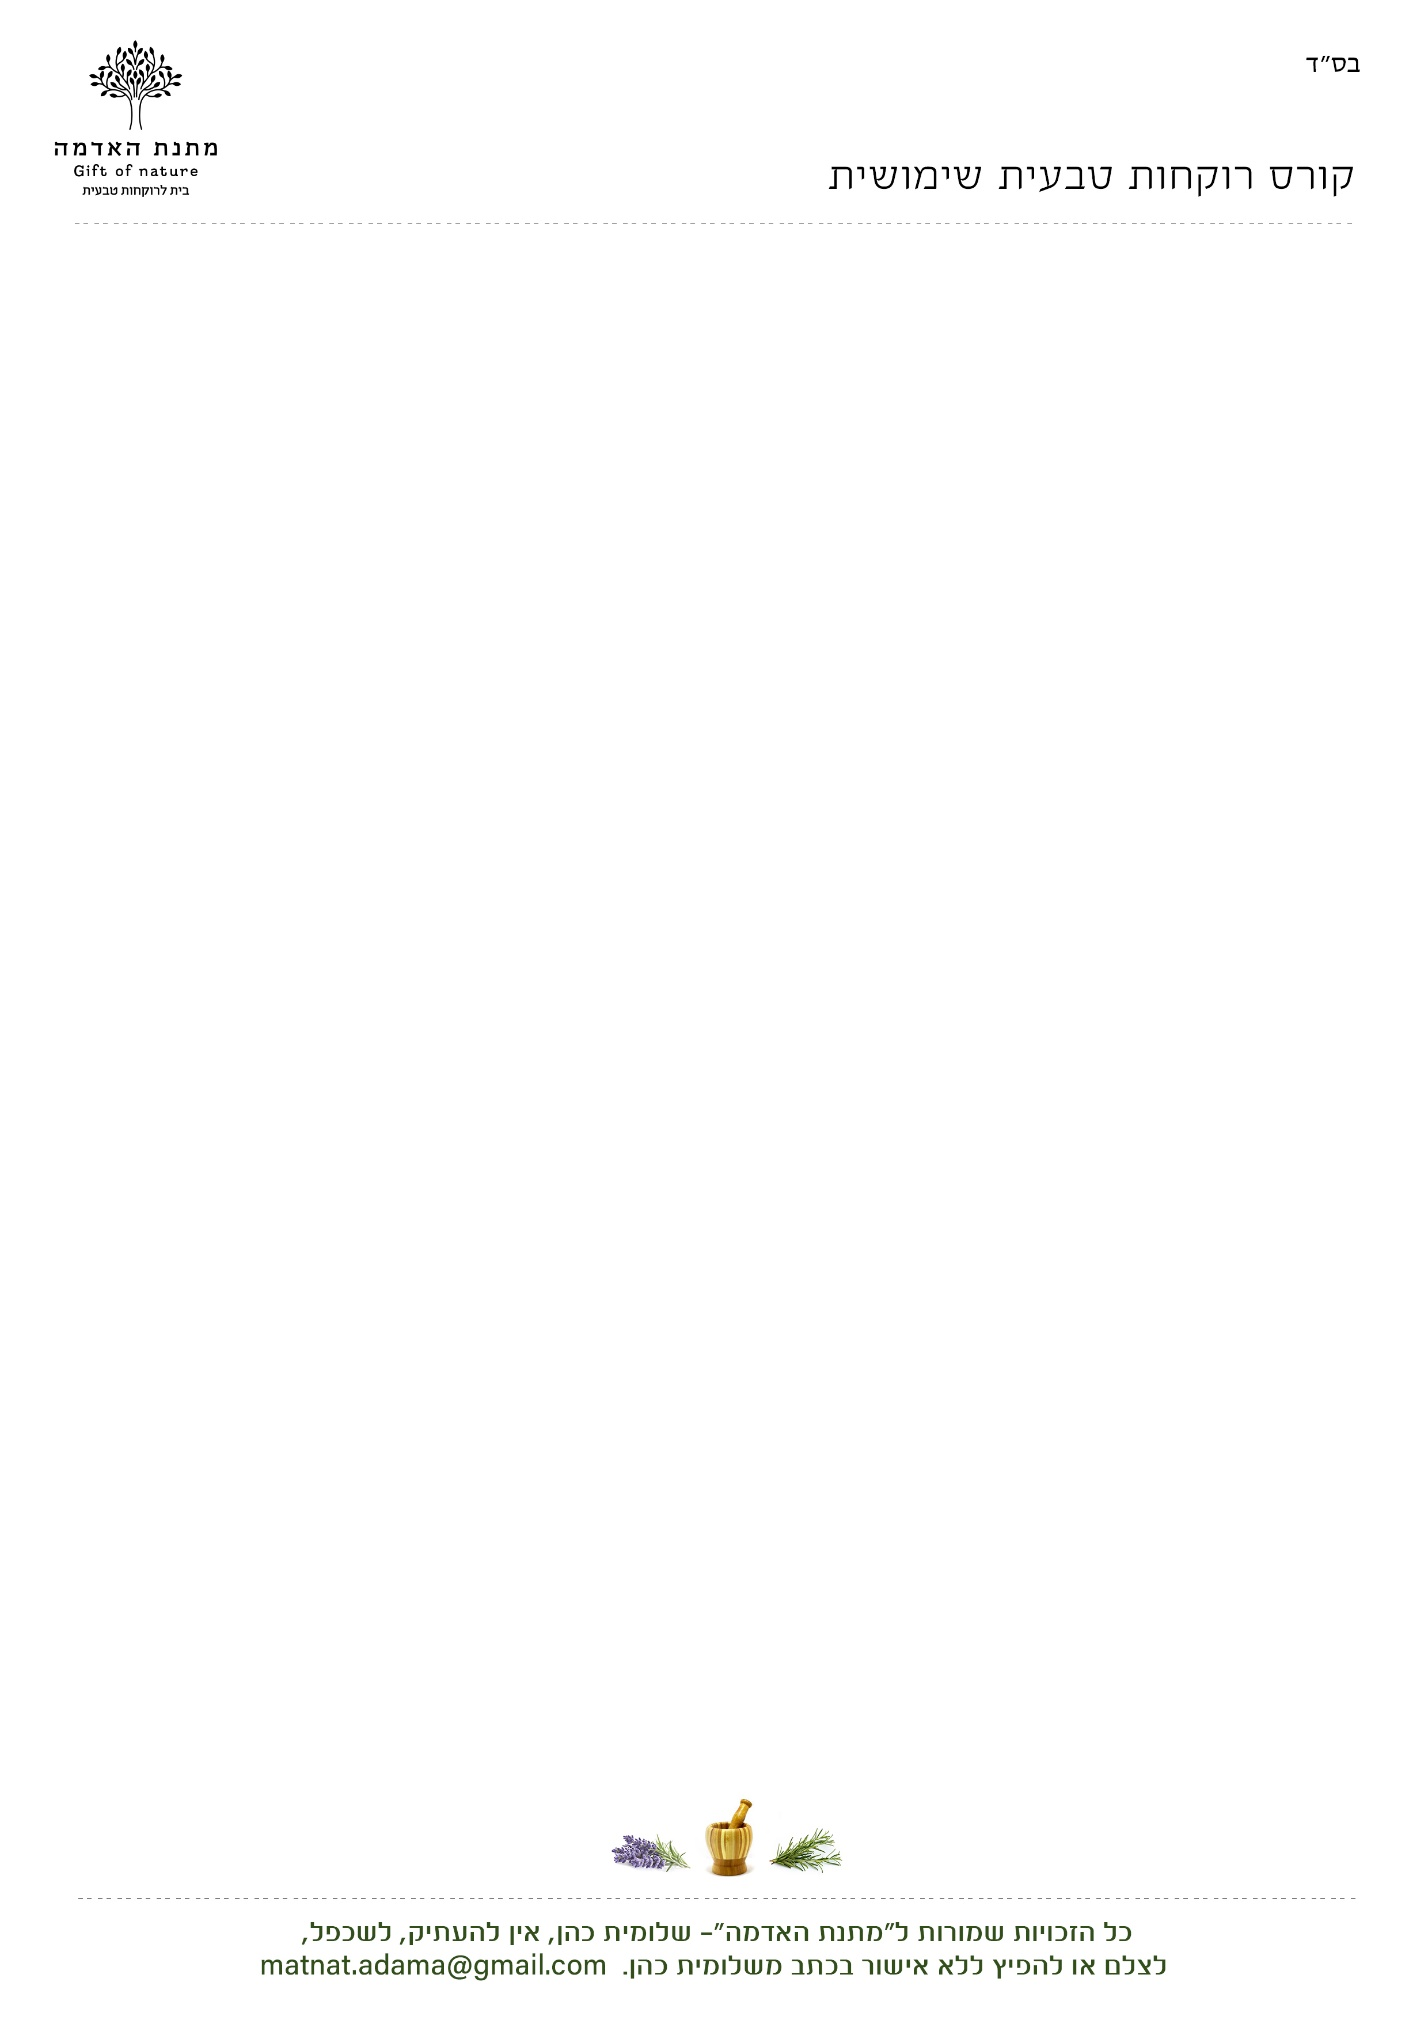 בס״ד
מתנת האדמה
Gift of nature
בית לרוקחות טבעית
קורס רוקחות טבעית שימושית
כל הזכויות שמורות ל״מתנת האדמה״- שלומית כהן, אין להעתיק, לשכפל,
לצלם או להפיץ ללא אישור בכתב משלומית כהן. matnat.adama@gmail.com